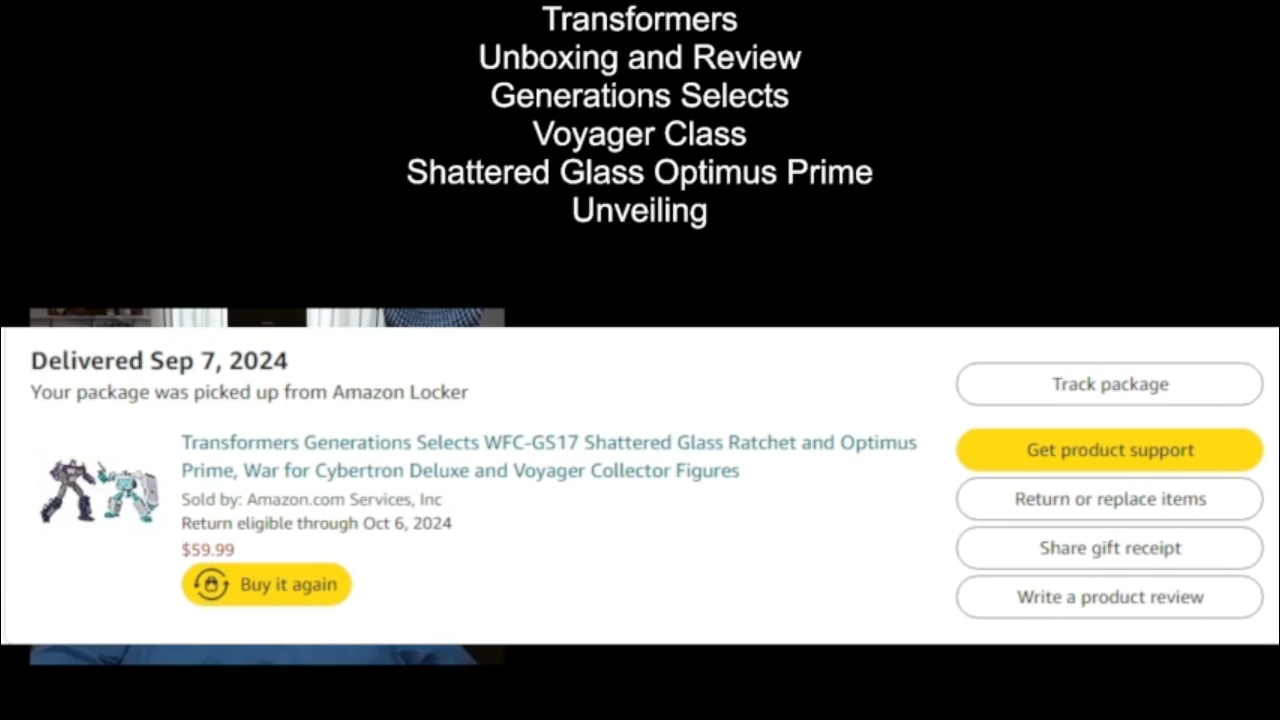 Transformers
Unboxing and Review
Generations Selects
Voyager Class
Shattered Glass Optimus Prime
Unveiling
Delivered Sep 7, 2024
Your package was picked up from Amazon Locker
Track package
Transformers Generations Selects WFC-GS17 Shattered Glass Ratchet and Optimus
Prime, War for Cybertron Deluxe and Voyager Collector Figures
Get product support
Sold by: Amazon.com Services, Inc
Return or replace items
Return eligible through Oct 6, 2024
$59.99
Share gift receipt
Buy it again
Write a product review